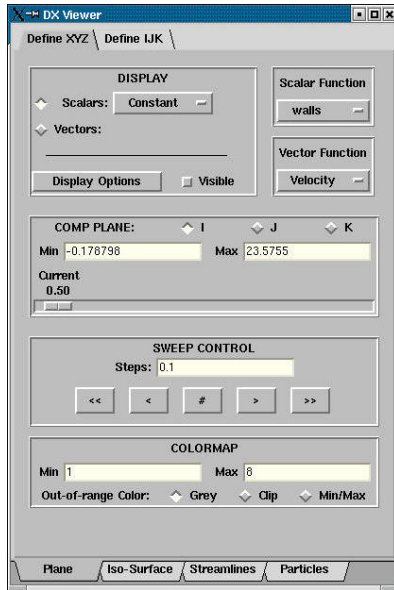 DX Viewer
Define XYZ Define IJK
DISPLAY
Scalars: Constant
Vectors:
Display Options Visible
Scalar Function
walls
Vector Function
Velocity
COMP PLANE: I J K
Min -0.178798 Max 23.5755
Current
0.50
SWEEP CONTROL
Steps: 0.1
<< < # > >>
COLORMAP
Min 1 Max 8
Out-of-range Color: Grey Clip Min/Max
Plane Iso-Surface Streamlines Particles